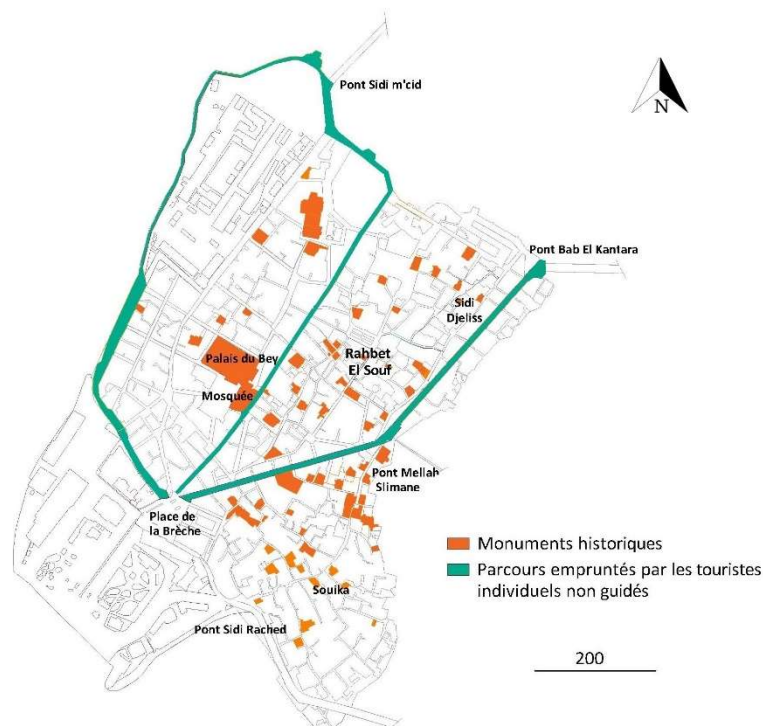 Pont Sidi m'cid
N
Pont Bab El Kantara
Sidi
Djeliss
Rahbet
El Souf
Palais du Bey
Mosquée
Pont Mellah
Slimane
Place de
la Brèche
Monuments historiques
Parcours empruntés par les touristes
individuels non guidés
Souika
Pont Sidi Rached
200